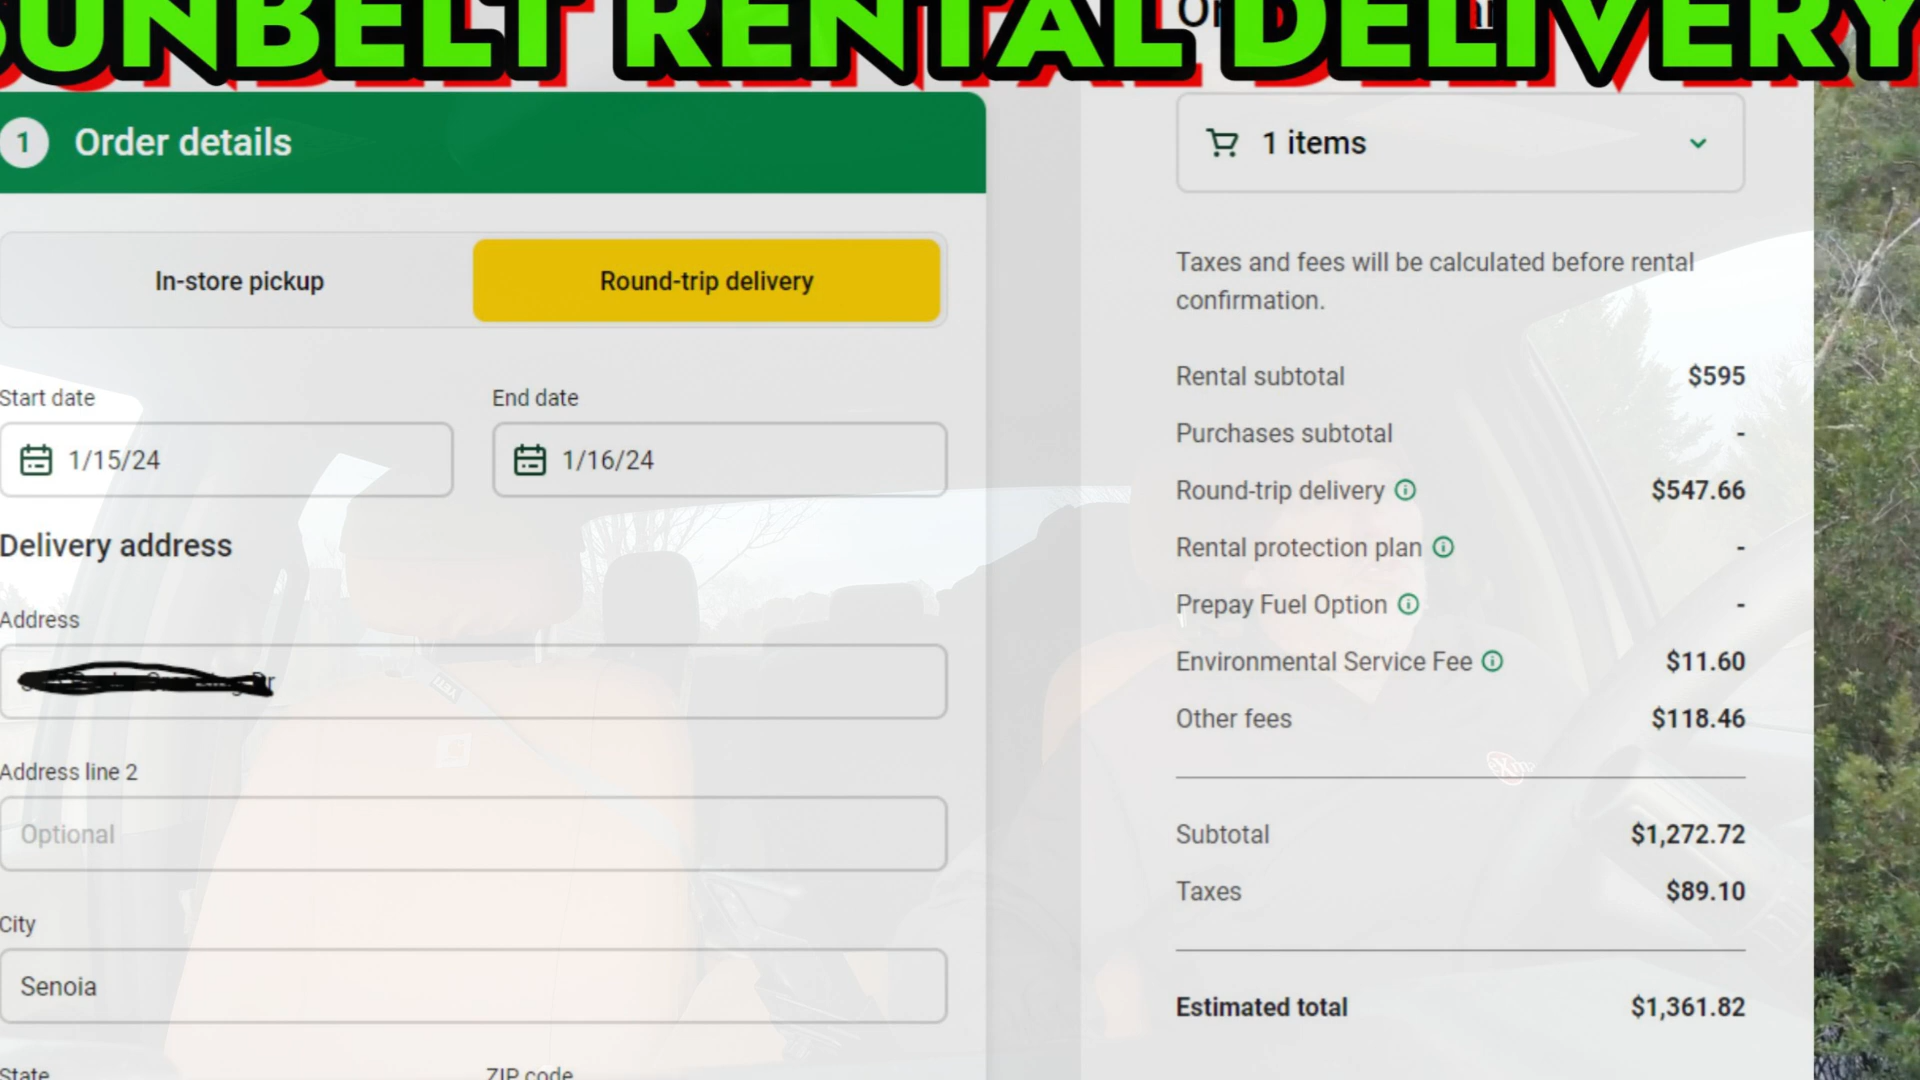 SUNBELT RENTAL DELIVERY
1 Order details
In-store pickup
Round-trip delivery
Start date
End date
1/15/24
1/16/24
Delivery address
Address
Address line 2
Optional
City
Senoia
State
ZIP code
1 items
Taxes and fees will be calculated before rental
confirmation.
Rental subtotal $595
Purchases subtotal -
Round-trip delivery $547.66
Rental protection plan -
Prepay Fuel Option -
Environmental Service Fee $11.60
Other fees $118.46
Subtotal $1,272.72
Taxes $89.10
Estimated total $1,361.82